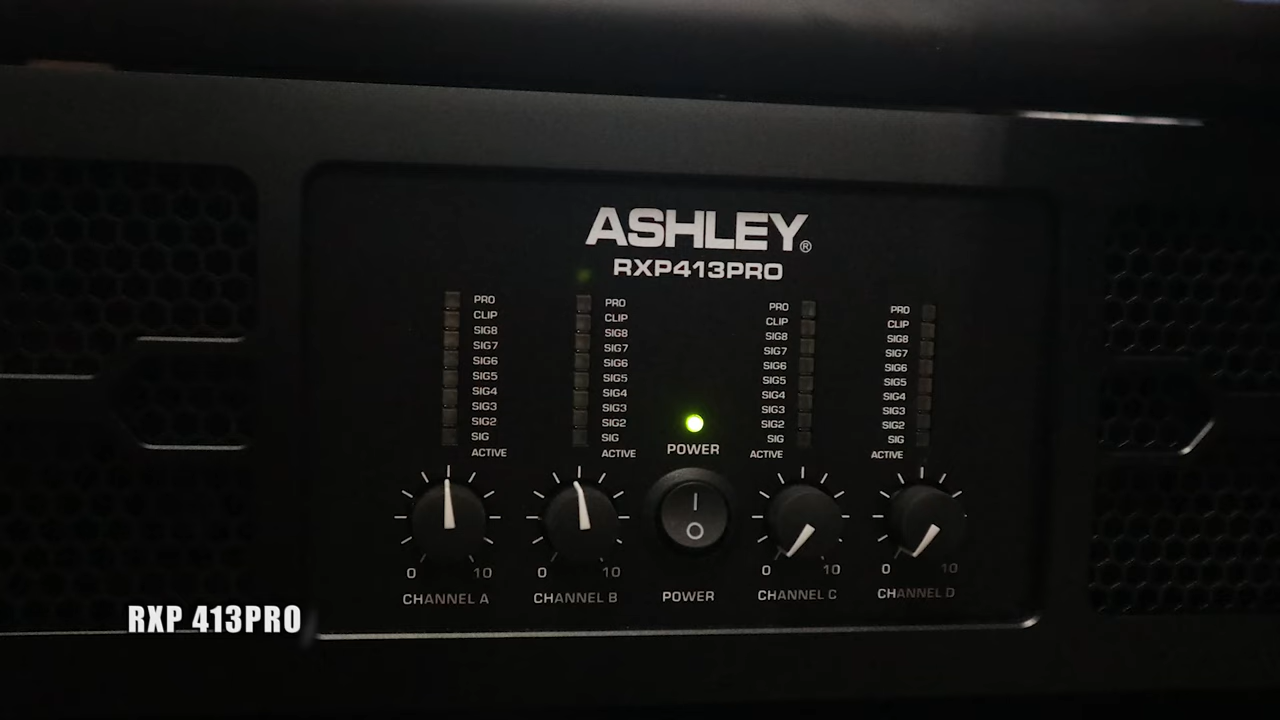 ASHLEY®
RXP413PRO
PRO
CLIP
SIG8
SIG7
SIG6
SIG5
SIG4
SIG3
SIG2
SIG
ACTIVE
PRO
CLIP
SIG8
SIG7
SIG6
SIG5
SIG4
SIG3
SIG2
SIG
ACTIVE
POWER
PRO
CLIP
SIG8
SIG7
SIG6
SIG5
SIG4
SIG3
SIG2
SIG
ACTIVE
PRO
CLIP
SIG8
SIG7
SIG6
SIG5
SIG4
SIG3
SIG2
SIG
ACTIVE
0 10
0 10
I
O
0 10
0 10
CHANNEL A
CHANNEL B
POWER
CHANNEL C
CHANNEL D
RXP 413PRO